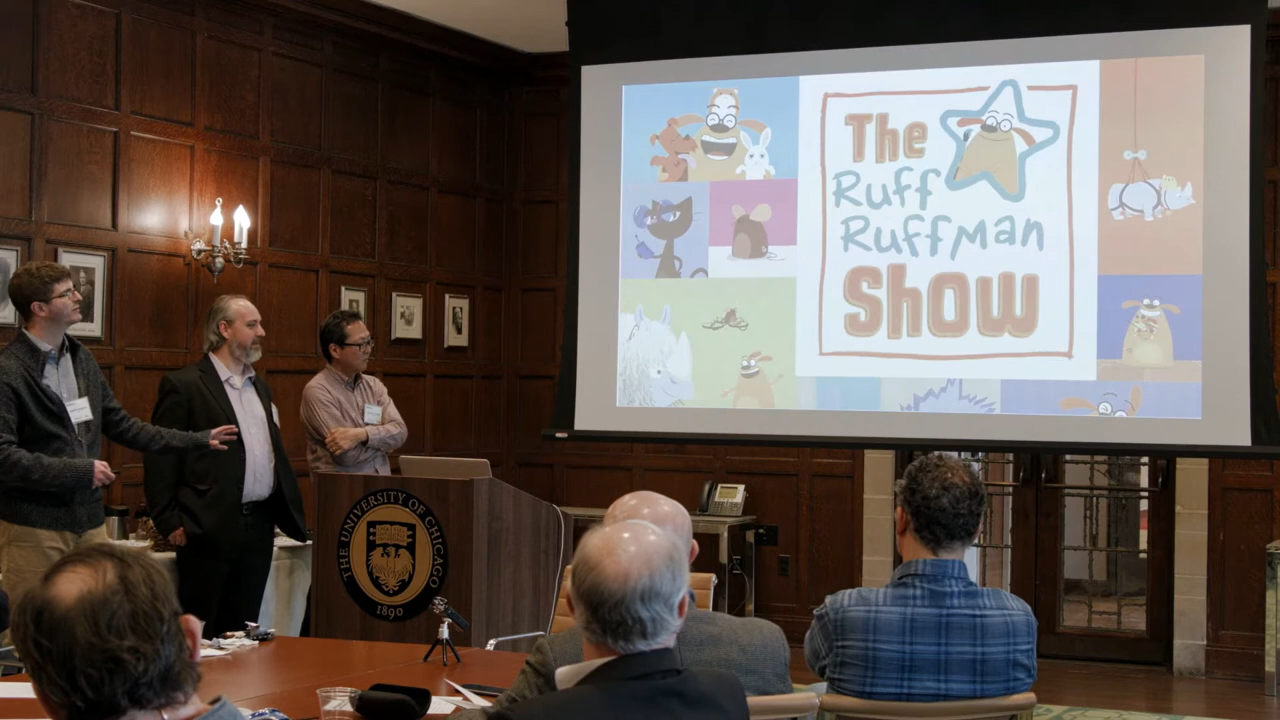 The
Ruff
Ruffman
Show
THE UNIVERSITY OF CHICAGO
1890